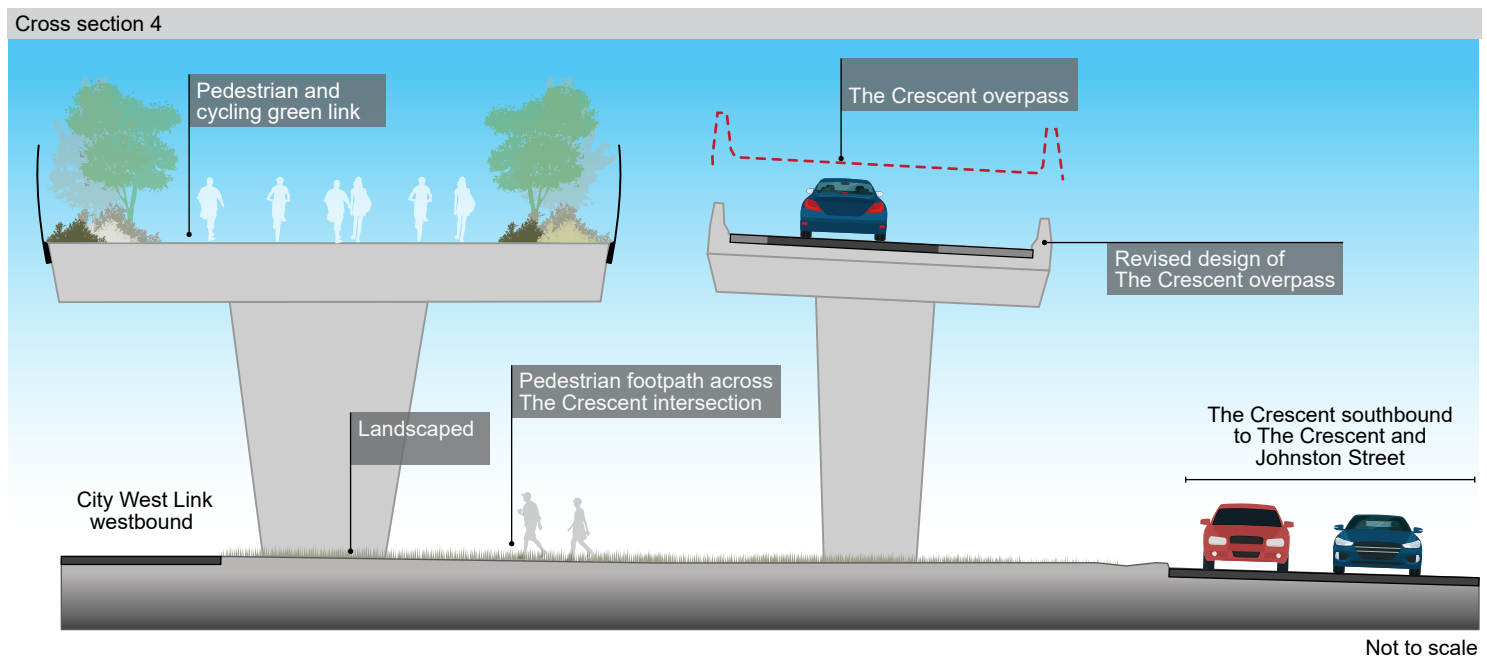 Cross section 4
Pedestrian and
cycling green link
The Crescent overpass
Revised design of
The Crescent overpass
Pedestrian footpath across
The Crescent intersection
Landscaped
The Crescent southbound
to The Crescent and
Johnston Street
City West Link
westbound
Not to scale